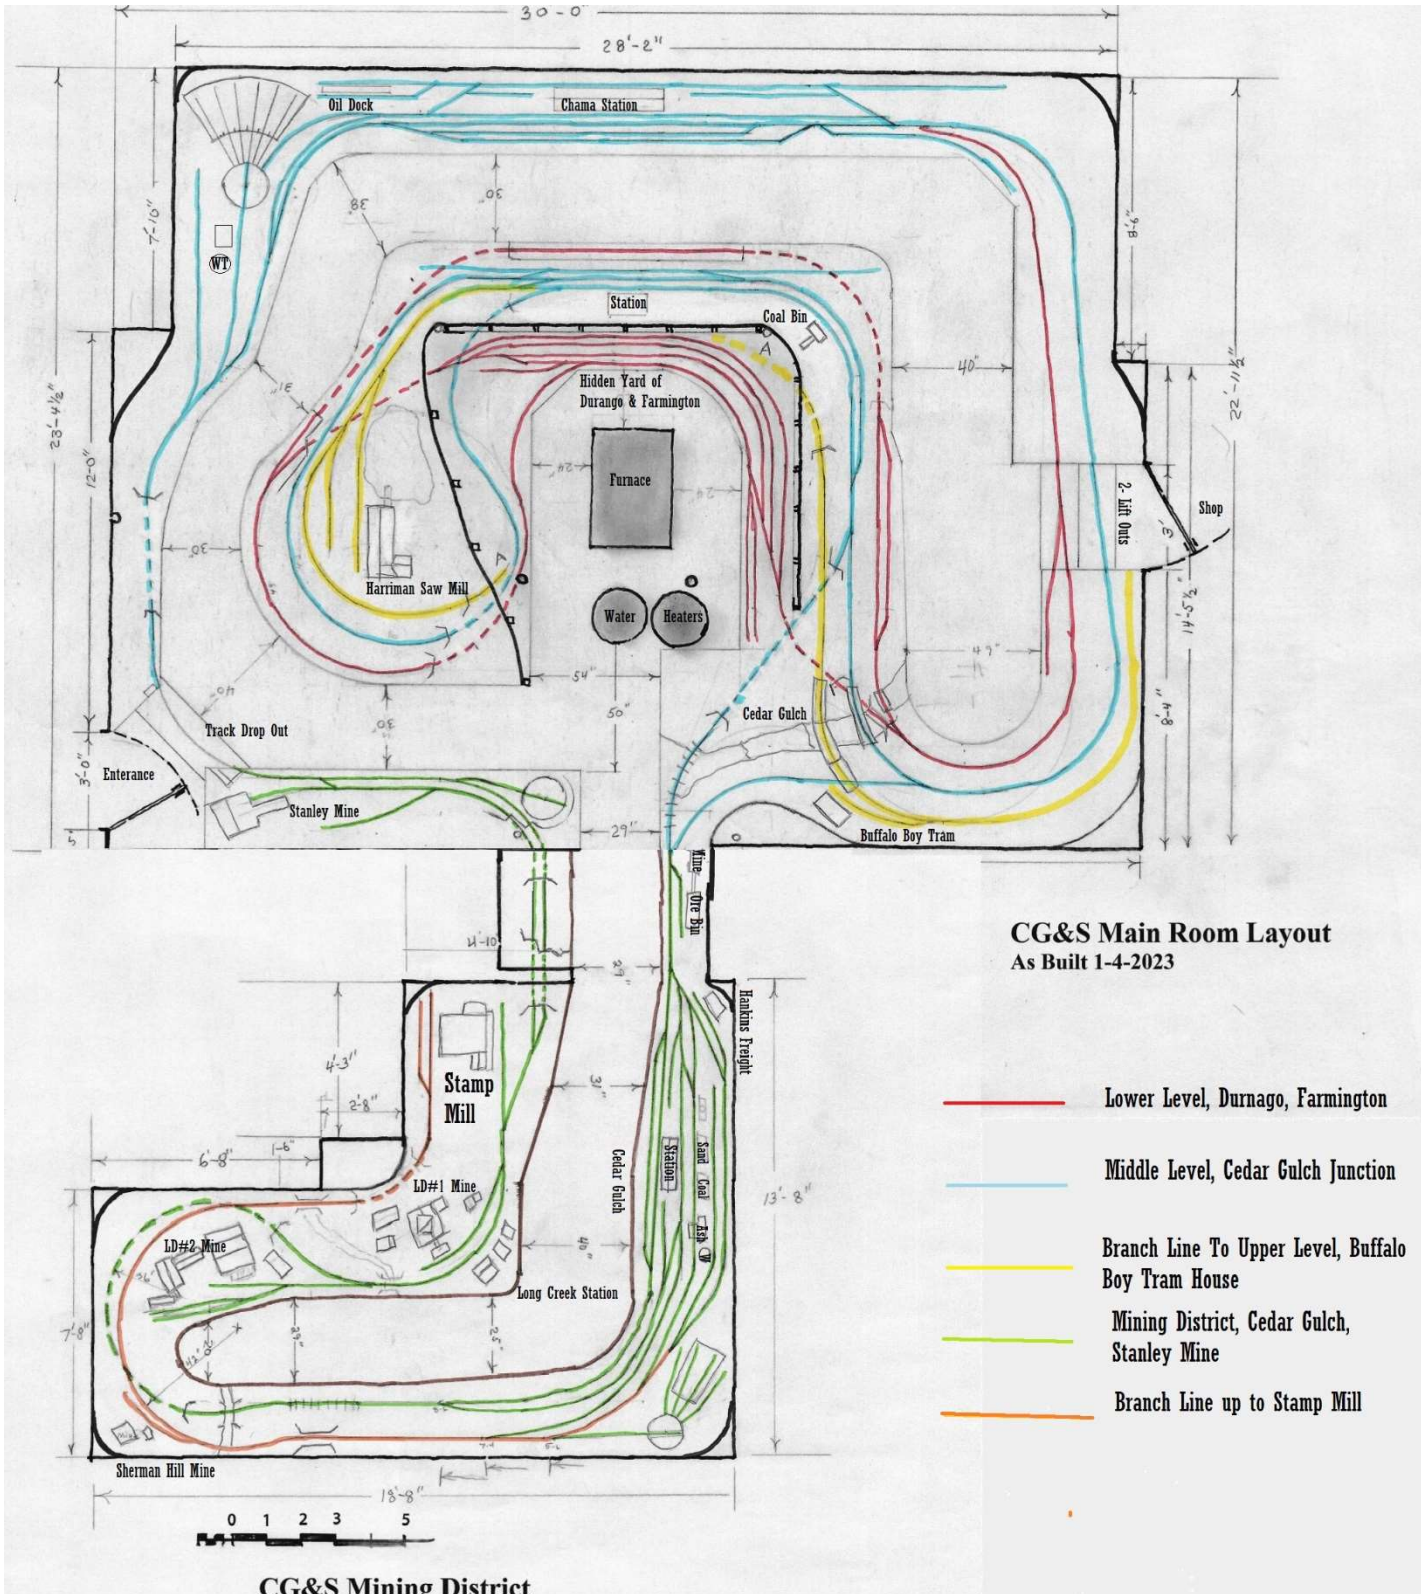 30'-0"
28'-2"
Oil Dock
Chama Station
7'-10"
38"
30"
8'-6"
WT
Station
Coal Bin
A
40"
31"
Hidden Yard of
Durango & Farmington
23'-4½"
22'-11½"
12'-0"
24"
24"
Furnace
2- Lift Outs
Shop
3'
30"
A
Harriman Saw Mill
Water
Heaters
14'-5½"
54"
40"
30"
50"
Cedar Gulch
Track Drop Out
3'-0"
Enterance
Stanley Mine
29"
Buffalo Boy Tram
5"
Mine
Ore Bin
29"
CG&S Main Room Layout
As Built 1-4-2023
Hankins Freight
4'-3"
2'-8"
1'-6"
6'-8"
Stamp
Mill
31"
Lower Level, Durnago, Farmington
Cedar Gulch
Station
Sand
Coal
Ash
W
13'-8"
Middle Level, Cedar Gulch Junction
LD#1 Mine
LD#2 Mine
40"
Long Creek Station
Branch Line To Upper Level, Buffalo
Boy Tram House
7'-8"
29"
25"
42"
Mining District, Cedar Gulch,
Stanley Mine
Branch Line up to Stamp Mill
Sherman Hill Mine
18'-8"
0 1 2 3 5
CG&S Mining District